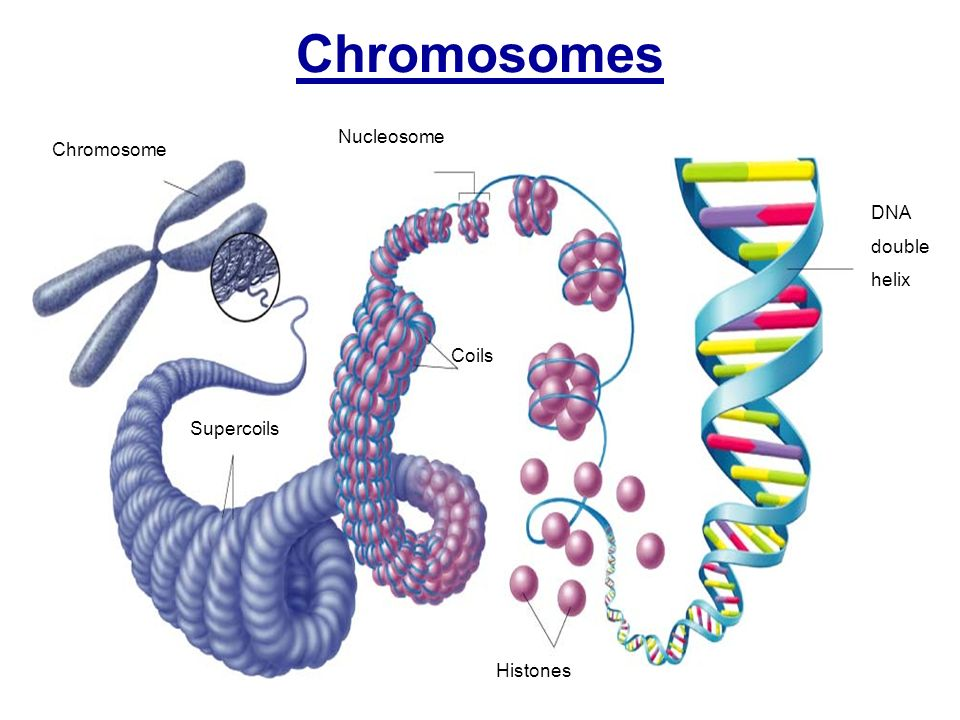 Chromosomes
Nucleosome
Chromosome
DNA
double
helix
Coils
Supercoils
Histones